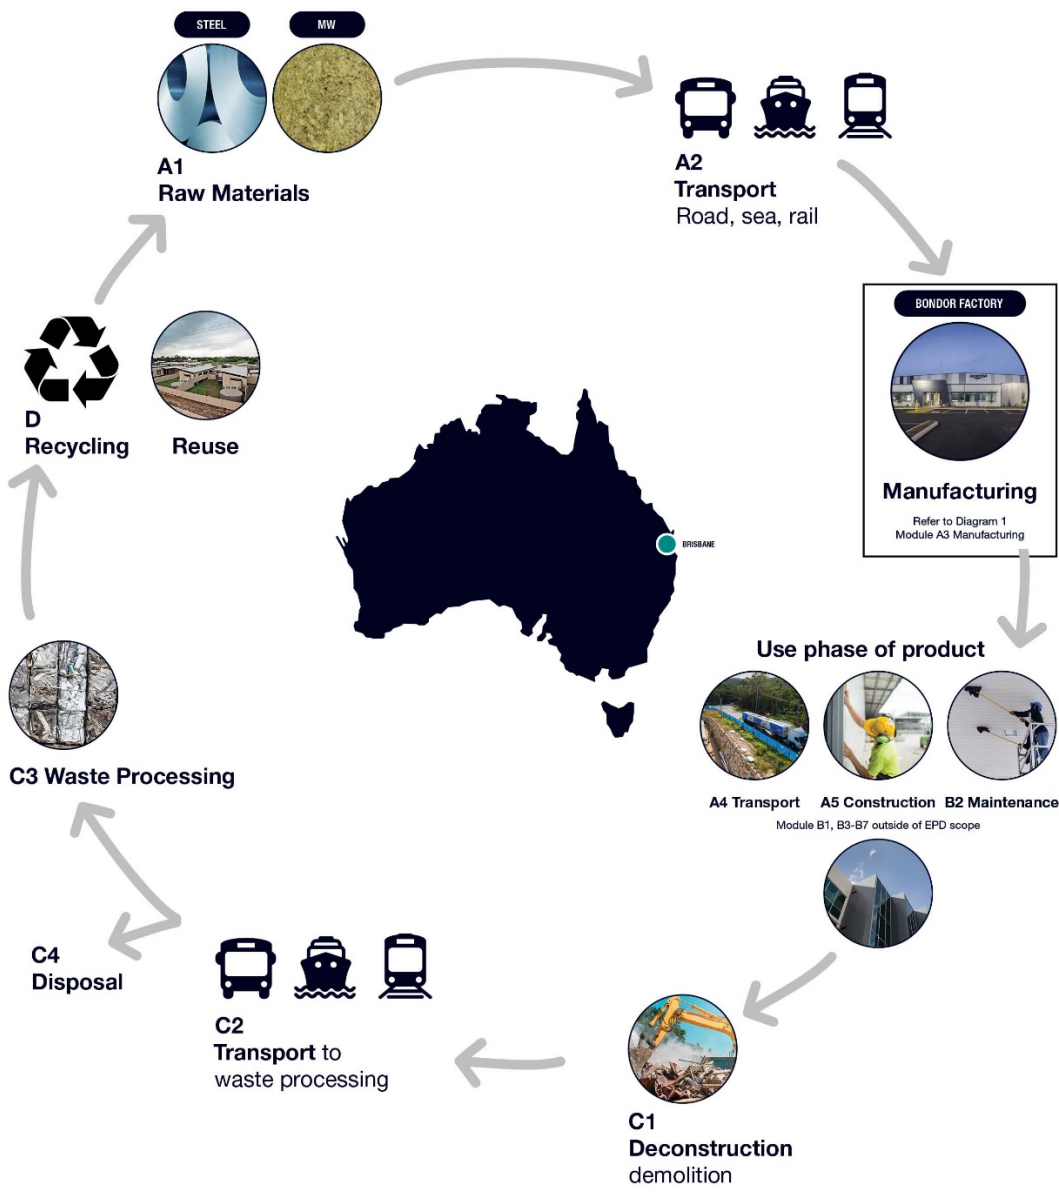 STEEL
MW
A1
Raw Materials
A2
Transport
Road, sea, rail
BONDOR FACTORY
Manufacturing
Refer to Diagram 1
Module A3 Manufacturing
D
Recycling
Reuse
BRISBANE
Use phase of product
A4 Transport
A5 Construction
B2 Maintenance
Module B1, B3-B7 outside of EPD scope
C3 Waste Processing
C4
Disposal
C2
Transport to
waste processing
C1
Deconstruction
demolition